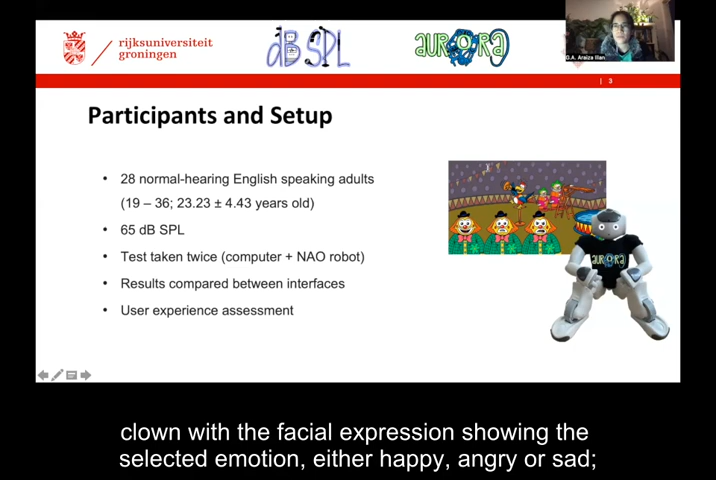 rijksuniversiteit
groningen
dB SPL
AURORA
G.A. Araiza Illan
| 3
Participants and Setup
• 28 normal-hearing English speaking adults
(19 – 36; 23.23 ± 4.43 years old)
• 65 dB SPL
• Test taken twice (computer + NAO robot)
• Results compared between interfaces
• User experience assessment
AURORA
clown with the facial expression showing the
selected emotion, either happy, angry or sad;